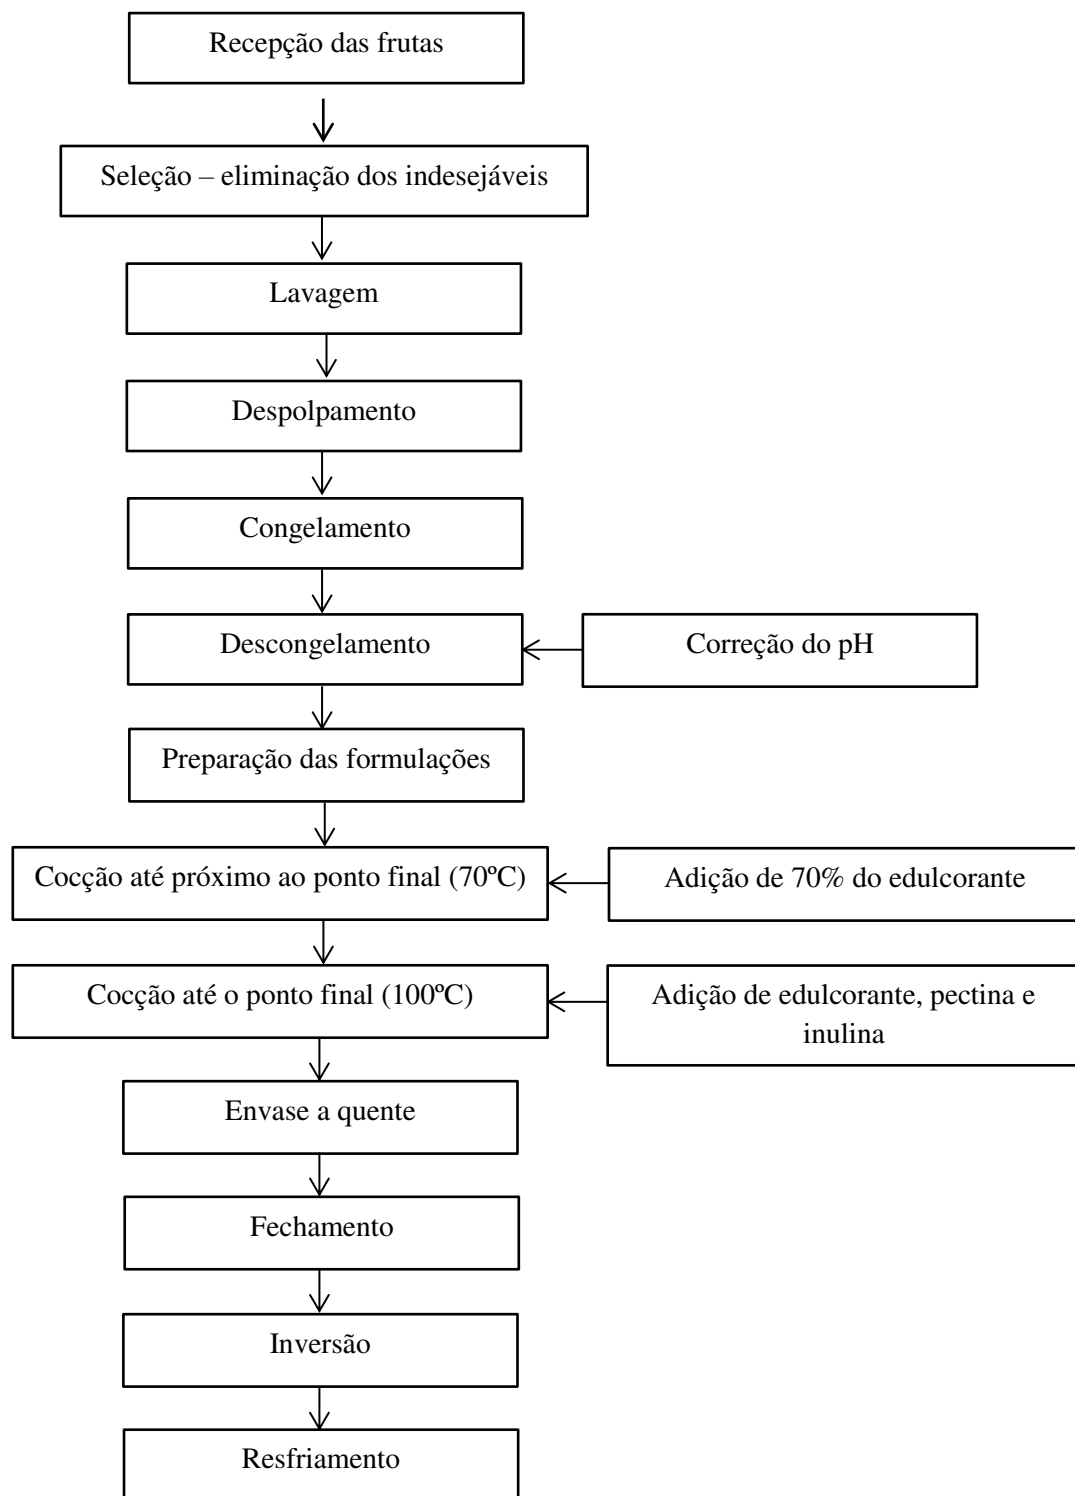 Recepção das frutas
Seleção – eliminação dos indesejáveis
Lavagem
Despolpamento
Congelamento
Descongelamento
Correção do pH
Preparação das formulações
Cocção até próximo ao ponto final (70ºC)
Adição de 70% do edulcorante
Cocção até o ponto final (100ºC)
Adição de edulcorante, pectina e
inulina
Envase a quente
Fechamento
Inversão
Resfriamento